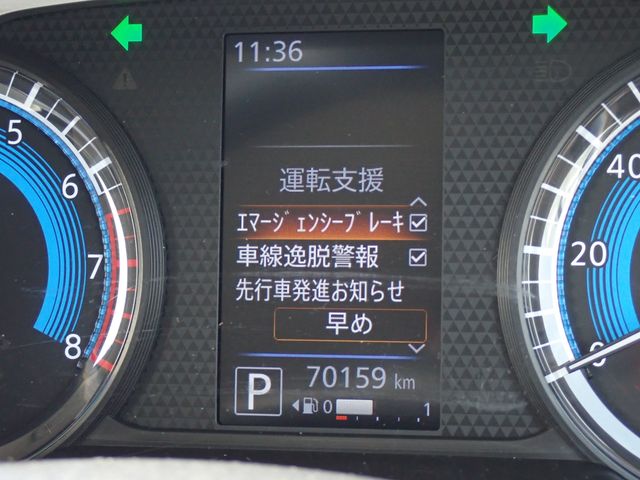 11:36
運転支援
ｴﾏｰｼﾞｪﾝｼｰﾌﾞﾚｰｷ
車線逸脱警報
先行車発進お知らせ
早め
P
70159 km
0 1
5
6
7
8
40
20
0